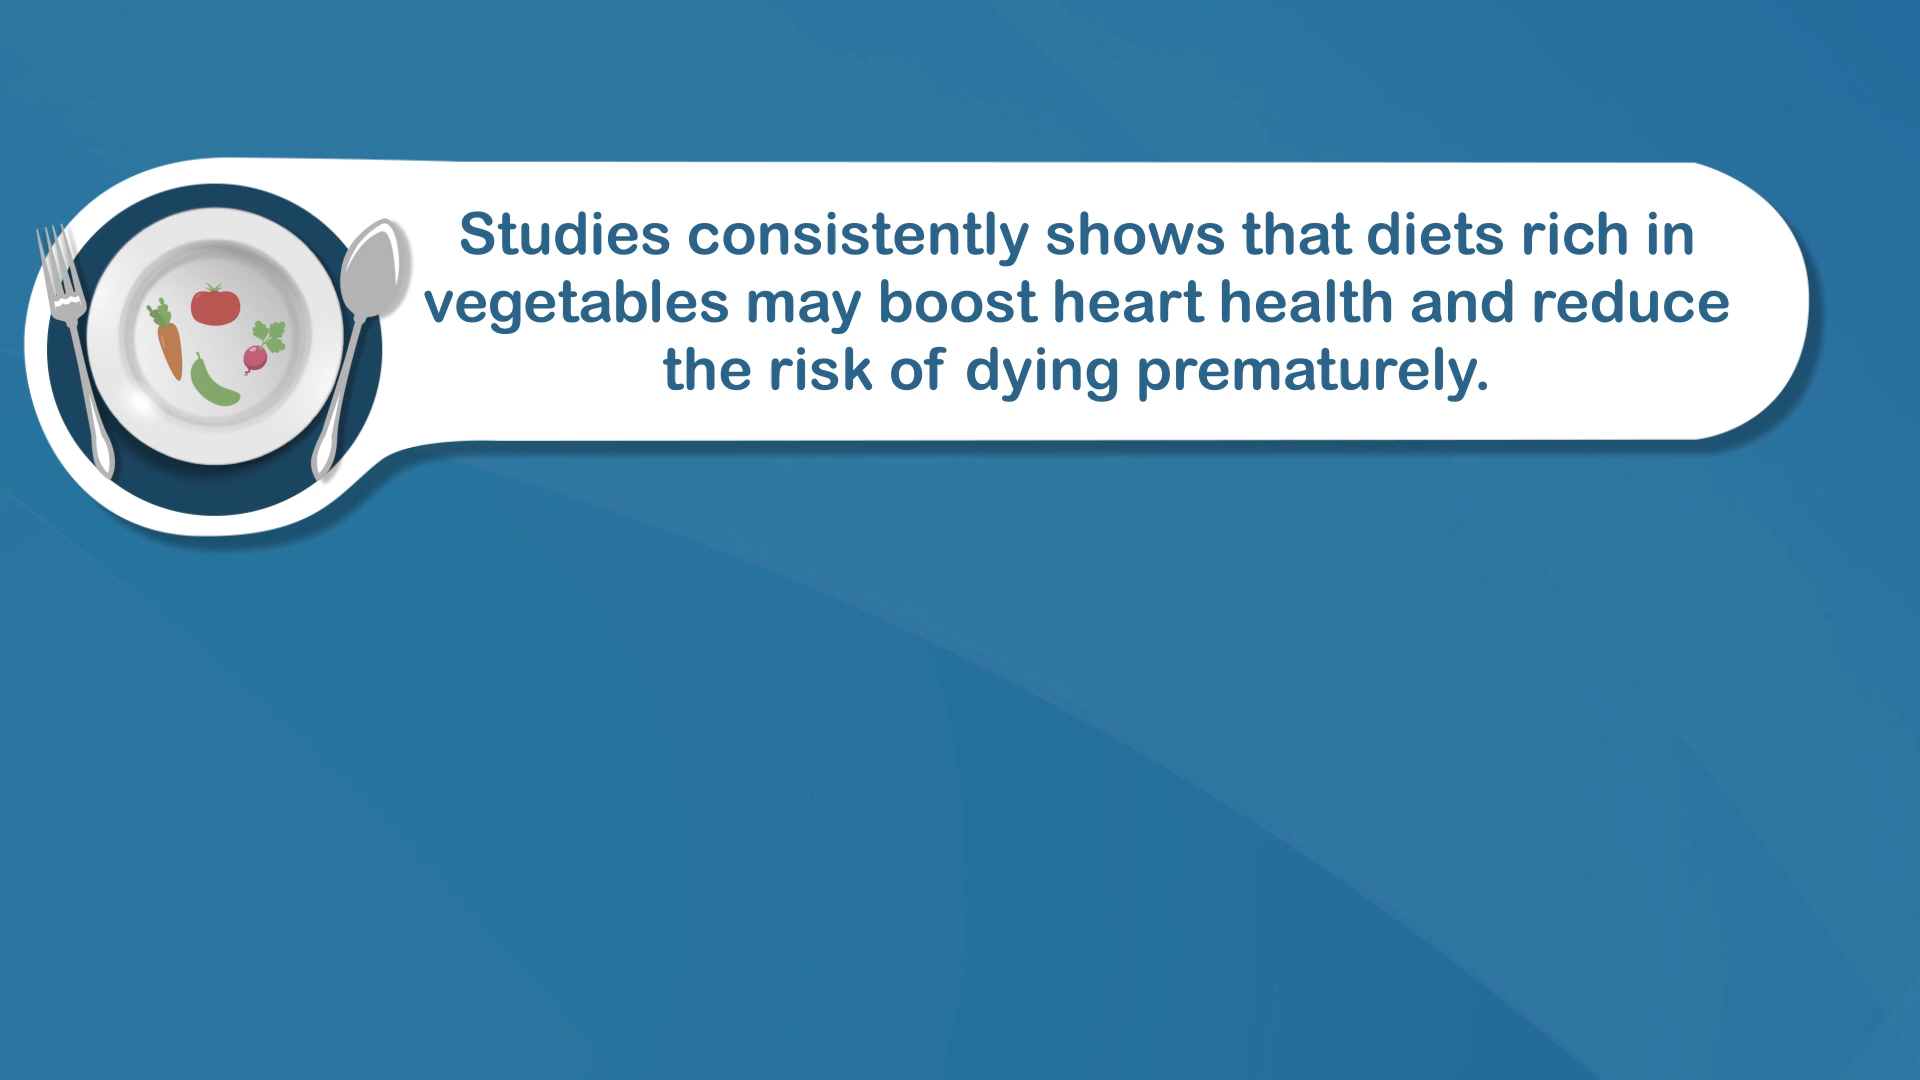 Studies consistently shows that diets rich in
vegetables may boost heart health and reduce
the risk of dying prematurely.